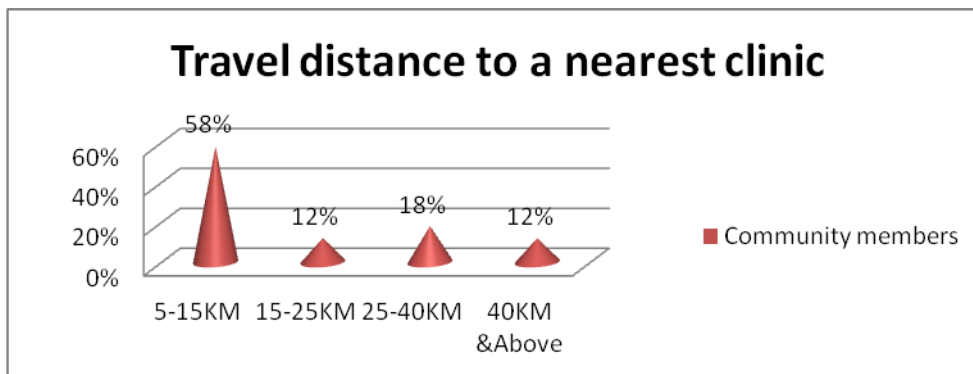 Travel distance to a nearest clinic
58%
60%
12%
18%
12%
40%
20%
0%
Community members
5-15KM 15-25KM 25-40KM 40KM
&Above